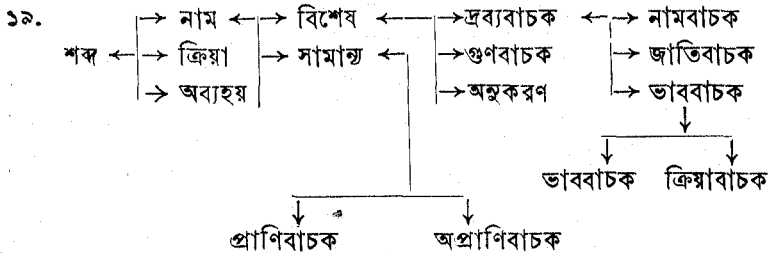 ১৯.
নাম বিশেষ দ্রব্যবাচক নামবাচক
শব্দ ক্রিয়া সামান্য গুণবাচক জাতিবাচক
অব্যহয় অনুকরণ ভাববাচক
ভাববাচক ক্রিয়াবাচক
প্রাণিবাচক অপ্রাণিবাচক